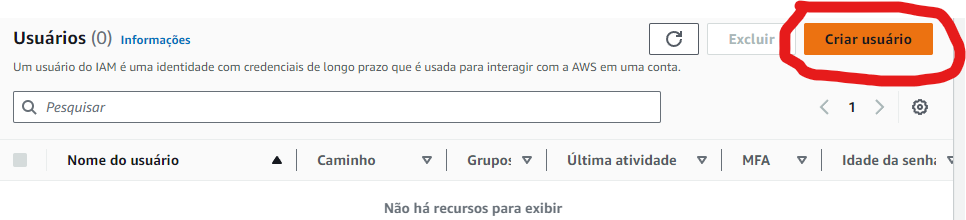 Usuários (0) Informações Excluir Criar usuário
Um usuário do IAM é uma identidade com credenciais de longo prazo que é usada para interagir com a AWS em uma conta.
Pesquisar 1
Nome do usuário Caminho Grupos Última atividade MFA Idade da senha
Não há recursos para exibir